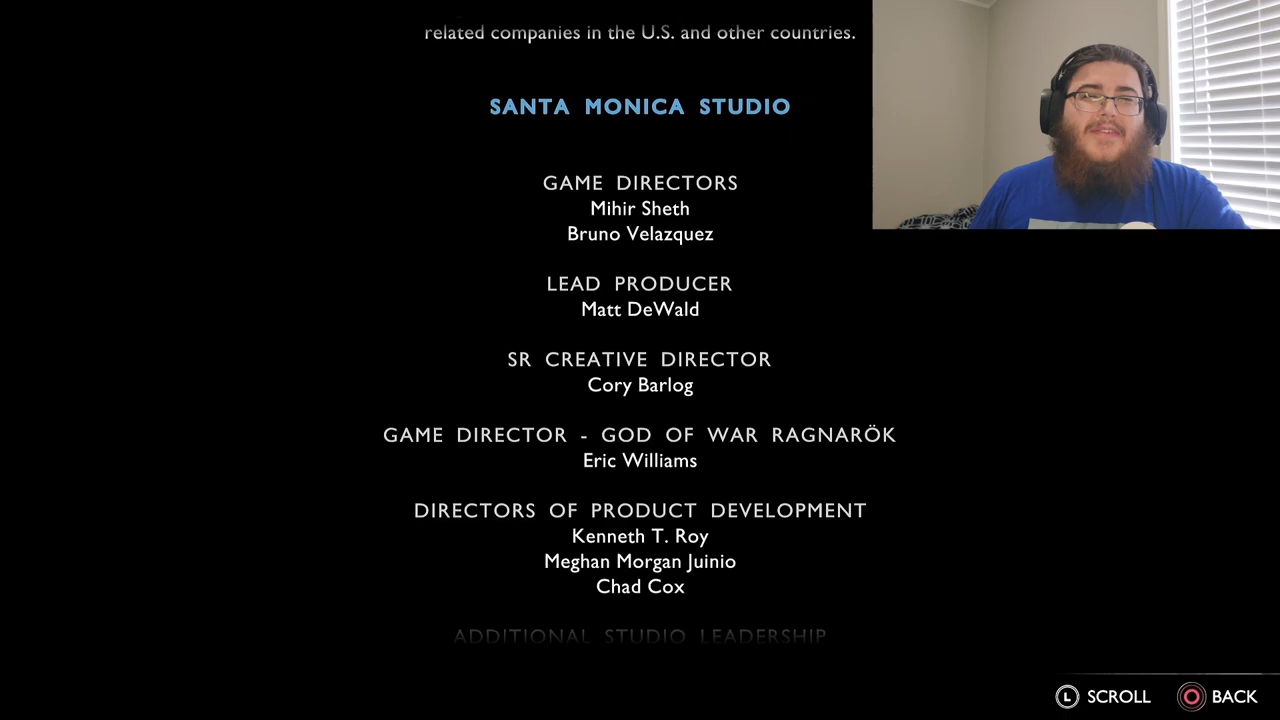 related companies in the U.S. and other countries.
SANTA MONICA STUDIO
GAME DIRECTORS
Mihir Sheth
Bruno Velazquez
LEAD PRODUCER
Matt DeWald
SR CREATIVE DIRECTOR
Cory Barlog
GAME DIRECTOR - GOD OF WAR RAGNARÖK
Eric Williams
DIRECTORS OF PRODUCT DEVELOPMENT
Kenneth T. Roy
Meghan Morgan Juinio
Chad Cox
ADDITIONAL STUDIO LEADERSHIP
L SCROLL BACK